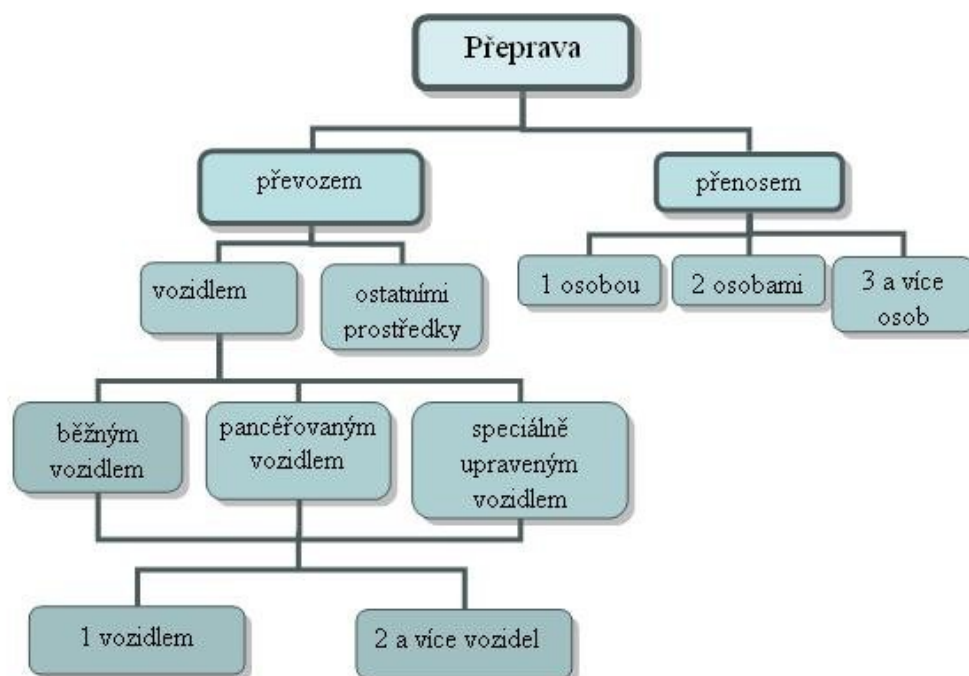 Přeprava
převozem
přenosem
vozidlem
ostatními
prostředky
1 osobou
2 osobami
3 a více
osob
běžným
vozidlem
pancéřovaným
vozidlem
speciálně
upraveným
vozidlem
1 vozidlem
2 a více vozidel